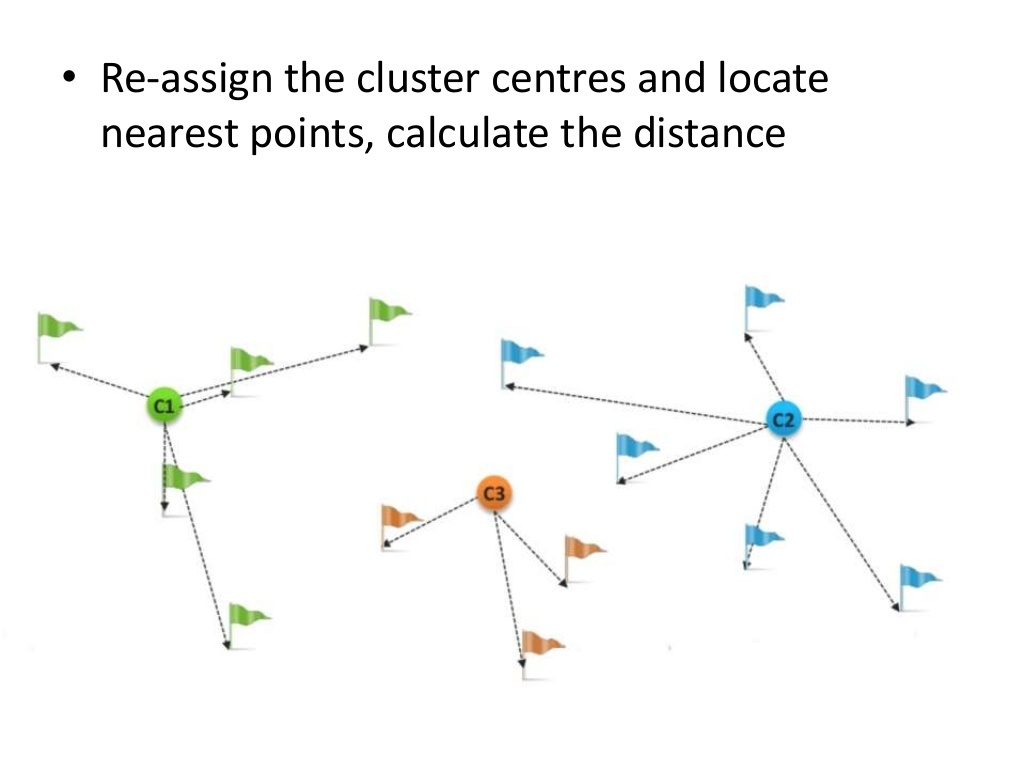 • Re-assign the cluster centres and locate
nearest points, calculate the distance
C1
C2
C3